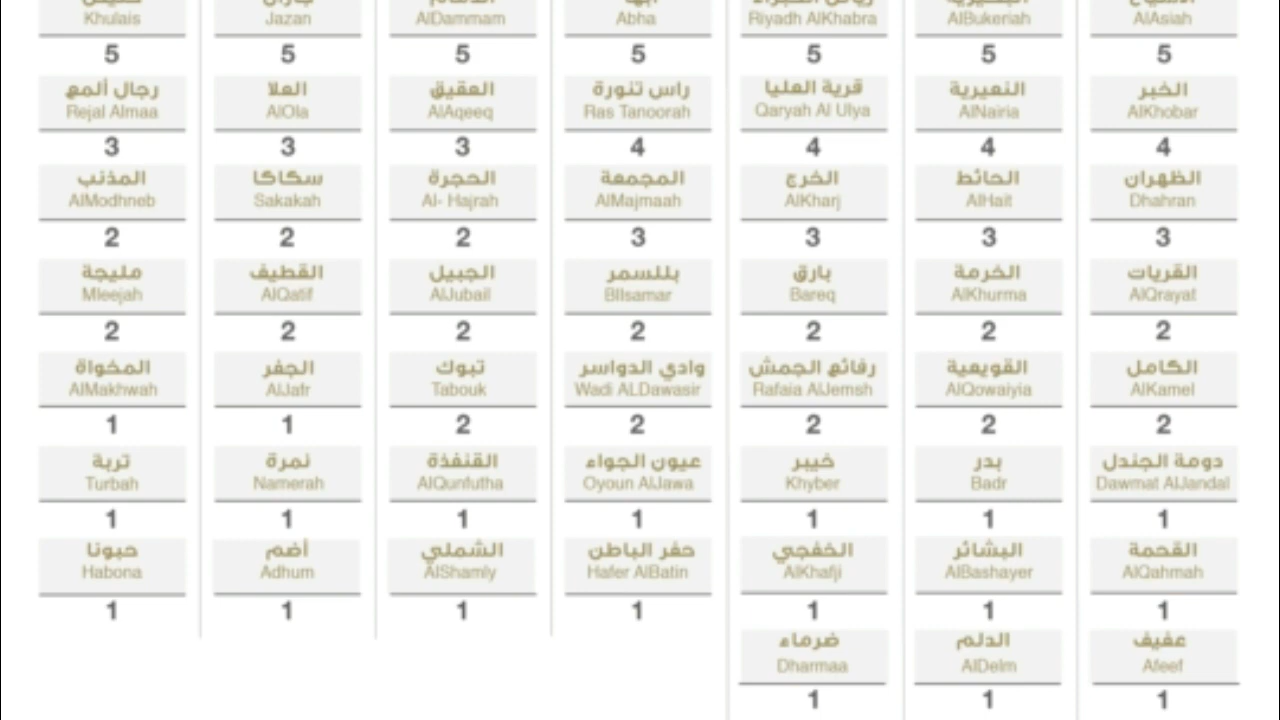 AlAsiah
5
AlBukeriah
5
Riyadh AlKhabra
5
Abha
5
AlDammam
5
Jazan
5
Khulais
5
الخبر
AlKhobar
4
النعيرية
AlNairia
4
قرية العليا
Qaryah Al Ulya
4
راس تنورة
Ras Tanoorah
4
العقيق
AlAqeeq
3
العلا
AlOla
3
رجال ألمع
Rejal Almaa
3
الظهران
Dhahran
3
الحائط
AlHait
3
الخرج
AlKharj
3
المجمعة
AlMajmaah
3
الحجرة
Al- Hajrah
2
سكاكا
Sakakah
2
المذنب
AlModhneb
2
القريات
AlQrayat
2
الخرمة
AlKhurma
2
بارق
Bareq
2
بللسمر
Bllsamar
2
الجبيل
AlJubail
2
القطيف
AlQatif
2
مليجة
Mleejah
2
الكامل
AlKamel
2
القويعية
AlQowaiyia
2
رفائع الجمش
Rafaia AlJemsh
2
وادي الدواسر
Wadi ALDawasir
2
تبوك
Tabouk
2
الجفر
AlJafr
1
المخواة
AlMakhwah
1
دومة الجندل
Dawmat AlJandal
1
بدر
Badr
1
خيبر
Khyber
1
عيون الجواء
Oyoun AlJawa
1
القنفذة
AlQunfutha
1
نمرة
Namerah
1
تربة
Turbah
1
القحمة
AlQahmah
1
البشائر
AlBashayer
1
الخفجي
AlKhafji
1
حفر الباطن
Hafer AlBatin
1
الشملي
AlShamly
1
أضم
Adhum
1
حبونا
Habona
1
عفيف
Afeef
1
الدلم
AlDelm
1
ضرماء
Dharmaa
1